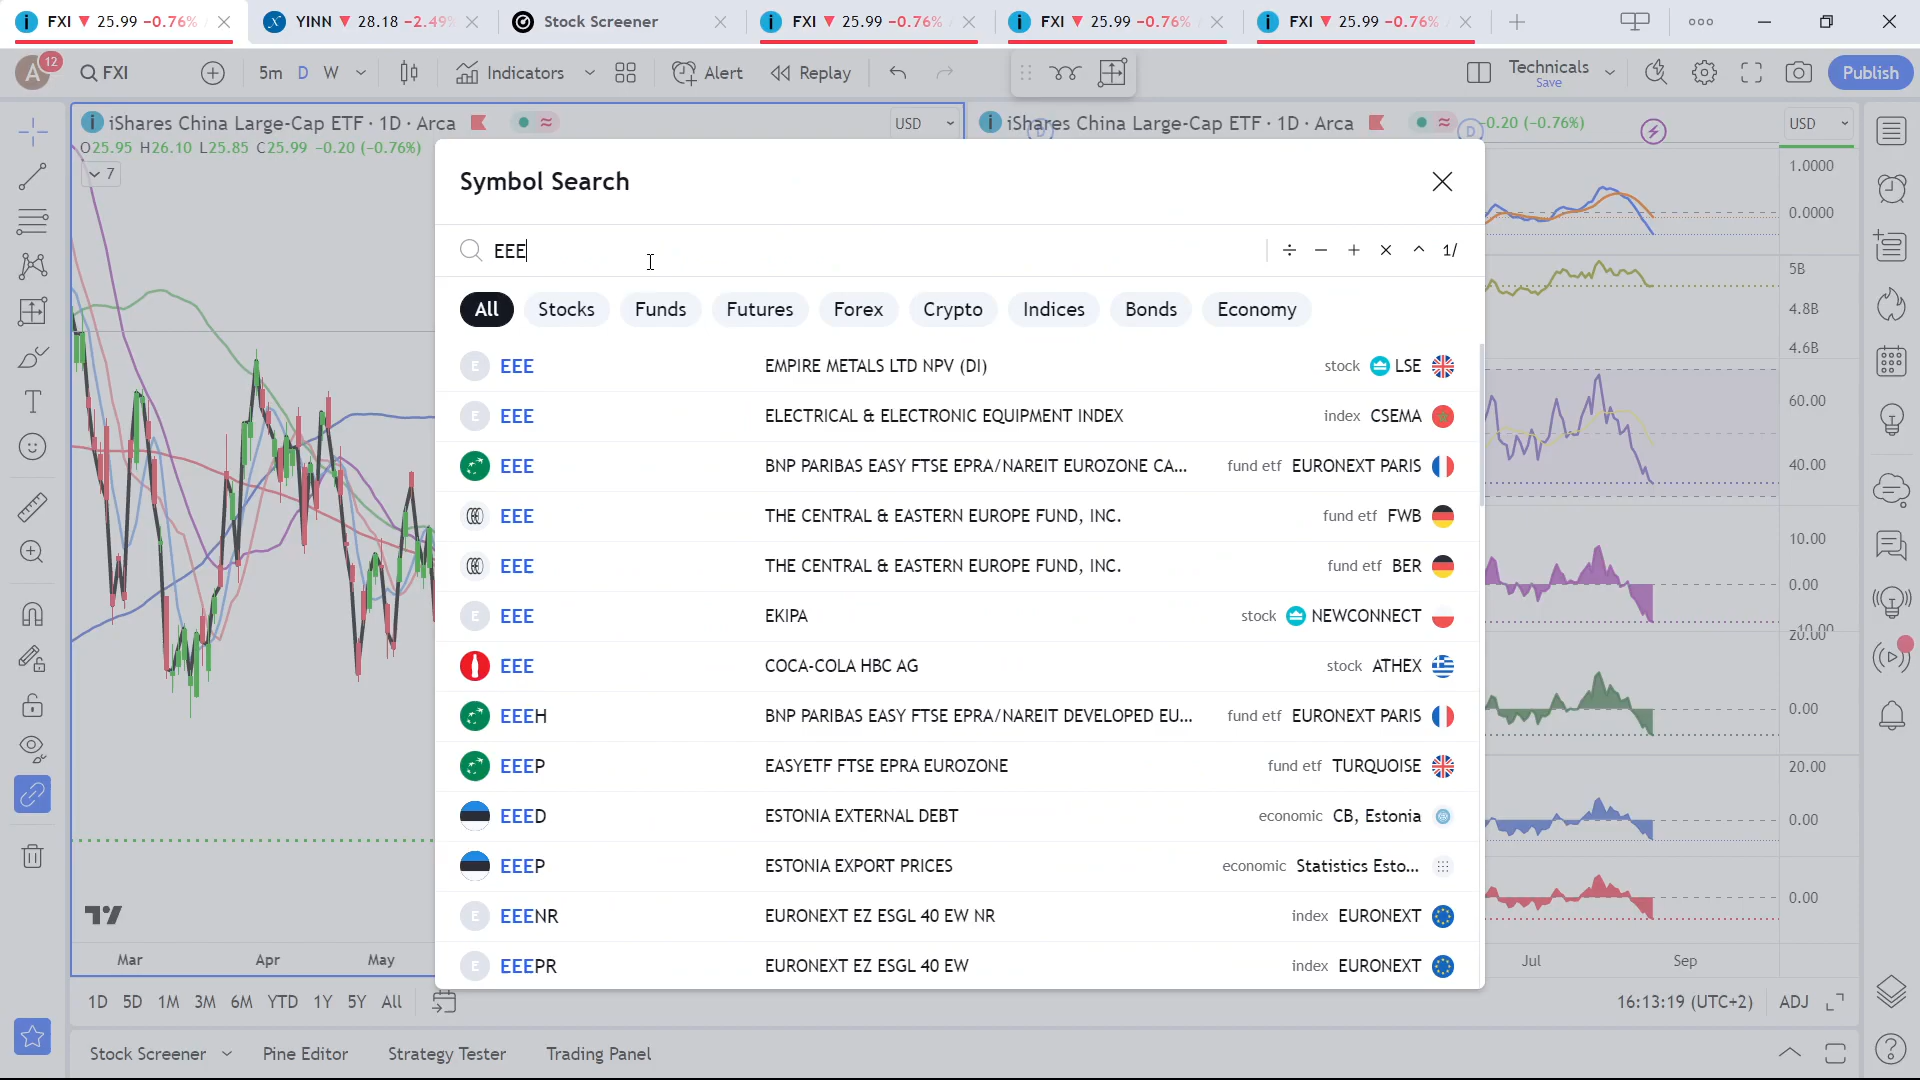 FXI ▼ 25.99 −0.76% /
YINN ▼ 28.18 −2.49%
Stock Screener
FXI ▼ 25.99 −0.76% /
FXI ▼ 25.99 −0.76% /
FXI ▼ 25.99 −0.76% /
A 12
FXI
5m D W
Indicators
Alert
Replay
Technicals
Save
Publish
iShares China Large-Cap ETF · 1D · Arca
USD
O25.95 H26.10 L25.85 C25.99 −0.20 (−0.76%)
7
iShares China Large-Cap ETF · 1D · Arca
−0.20 (−0.76%)
USD
Symbol Search
EEE
÷ − + × ^ 1/
All Stocks Funds Futures Forex Crypto Indices Bonds Economy
E EEE EMPIRE METALS LTD NPV (DI) stock LSE
E EEE ELECTRICAL & ELECTRONIC EQUIPMENT INDEX index CSEMA
EEE BNP PARIBAS EASY FTSE EPRA/NAREIT EUROZONE CA... fund etf EURONEXT PARIS
EEE THE CENTRAL & EASTERN EUROPE FUND, INC. fund etf FWB
EEE THE CENTRAL & EASTERN EUROPE FUND, INC. fund etf BER
E EEE EKIPA stock NEWCONNECT
EEE COCA-COLA HBC AG stock ATHEX
EEEH BNP PARIBAS EASY FTSE EPRA/NAREIT DEVELOPED EU... fund etf EURONEXT PARIS
EEEP EASYETF FTSE EPRA EUROZONE fund etf TURQUOISE
EEED ESTONIA EXTERNAL DEBT economic CB, Estonia
EEEP ESTONIA EXPORT PRICES economic Statistics Esto...
E EEENR EURONEXT EZ ESGL 40 EW NR index EURONEXT
E EEEPR EURONEXT EZ ESGL 40 EW index EURONEXT
D
1.0000
0.0000
5B
4.8B
4.6B
60.00
40.00
10.00
0.00
-10.00
20.00
0.00
20.00
0.00
0.00
Mar Apr May
Jul Sep
1D 5D 1M 3M 6M YTD 1Y 5Y All
16:13:19 (UTC+2) ADJ
Stock Screener Pine Editor Strategy Tester Trading Panel